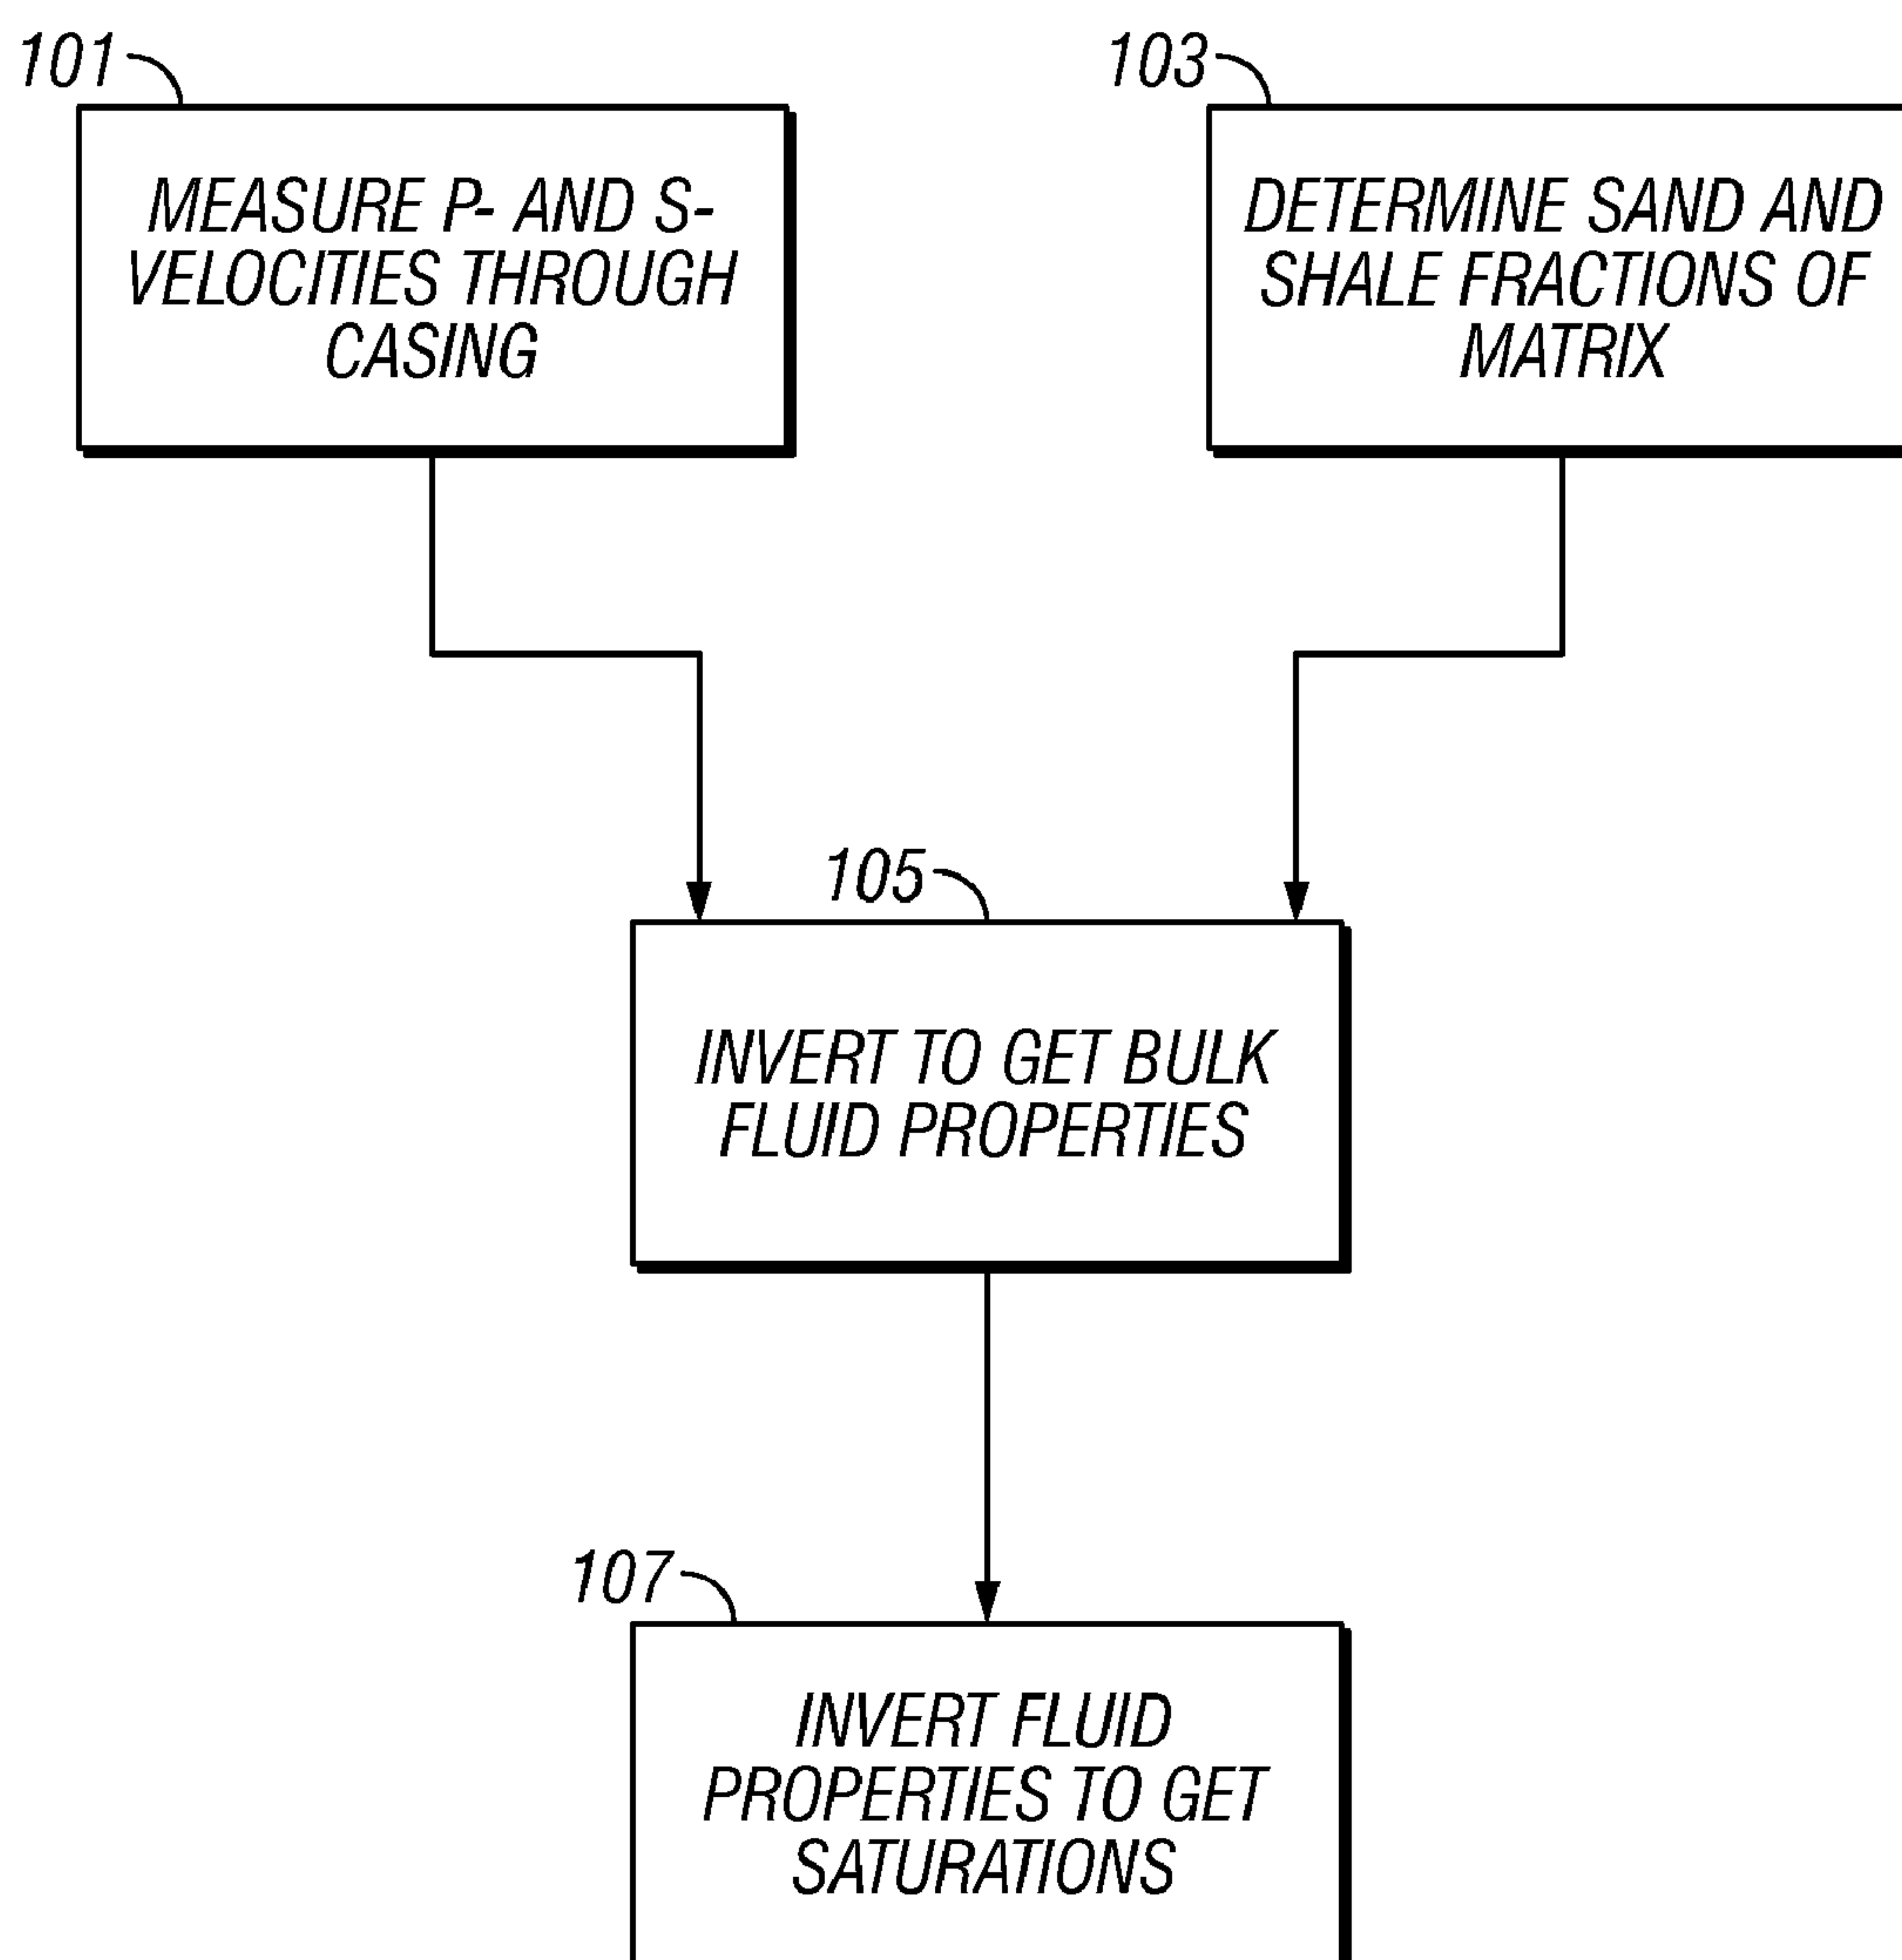 101
MEASURE P- AND S-
VELOCITIES THROUGH
CASING
103
DETERMINE SAND AND
SHALE FRACTIONS OF
MATRIX
105
INVERT TO GET BULK
FLUID PROPERTIES
107
INVERT FLUID
PROPERTIES TO GET
SATURATIONS